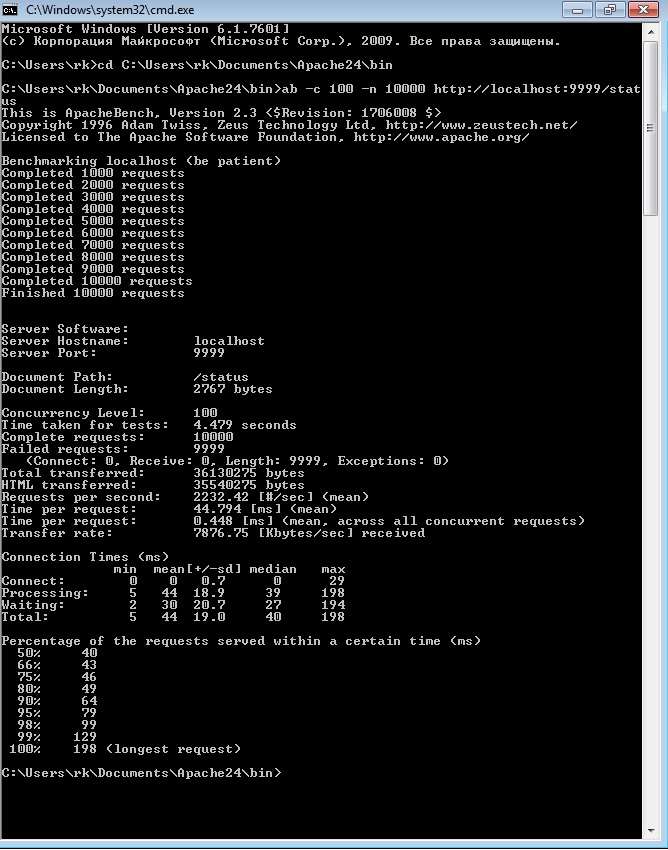 C:\Windows\system32\cmd.exe
Microsoft Windows [Version 6.1.7601]
(c) Корпорация Майкрософт (Microsoft Corp.), 2009. Все права защищены.
C:\Users\rk>cd C:\Users\rk\Documents\Apache24\bin
C:\Users\rk\Documents\Apache24\bin>ab -c 100 -n 10000 http://localhost:9999/stat
us
This is ApacheBench, Version 2.3 <$Revision: 1706008 $>
Copyright 1996 Adam Twiss, Zeus Technology Ltd, http://www.zeustech.net/
Licensed to The Apache Software Foundation, http://www.apache.org/
Benchmarking localhost (be patient)
Completed 1000 requests
Completed 2000 requests
Completed 3000 requests
Completed 4000 requests
Completed 5000 requests
Completed 6000 requests
Completed 7000 requests
Completed 8000 requests
Completed 9000 requests
Completed 10000 requests
Finished 10000 requests
Server Software:
Server Hostname:        localhost
Server Port:            9999
Document Path:          /status
Document Length:        2767 bytes
Concurrency Level:      100
Time taken for tests:   4.479 seconds
Complete requests:      10000
Failed requests:        9999
   (Connect: 0, Receive: 0, Length: 9999, Exceptions: 0)
Total transferred:      36130275 bytes
HTML transferred:       35540275 bytes
Requests per second:    2232.42 [#/sec] (mean)
Time per request:       44.794 [ms] (mean)
Time per request:       0.448 [ms] (mean, across all concurrent requests)
Transfer rate:          7876.75 [Kbytes/sec] received
Connection Times (ms)
              min  mean[+/-sd] median   max
Connect:        0    0   0.7      0      29
Processing:     5   44  18.9     39     198
Waiting:        2   30  20.7     27     194
Total:          5   44  19.0     40     198
Percentage of the requests served within a certain time (ms)
  50%     40
  66%     43
  75%     46
  80%     49
  90%     64
  95%     79
  98%     99
  99%    129
 100%    198 (longest request)
C:\Users\rk\Documents\Apache24\bin>